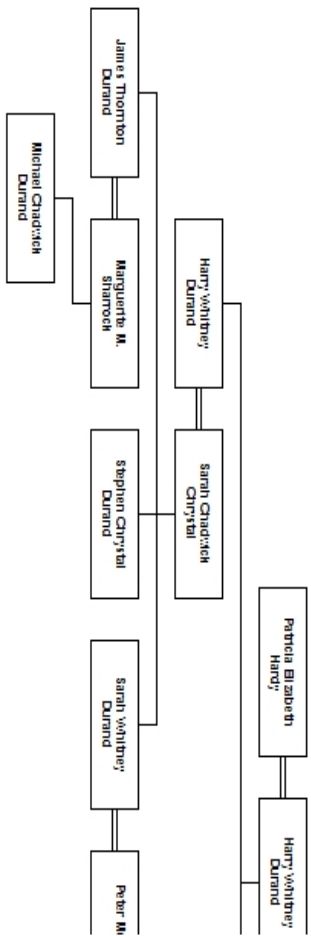 James Thornton
Durand
Michael Chadwick
Durand
Marguerite M.
Sharrock
Harry Whitney
Durand
Stephen Chrystal
Durand
Sarah Chadwick
Chrystal
Patricia Elizabeth
Hardy
Sarah Whitney
Durand
Harry Whitney
Durand
Peter